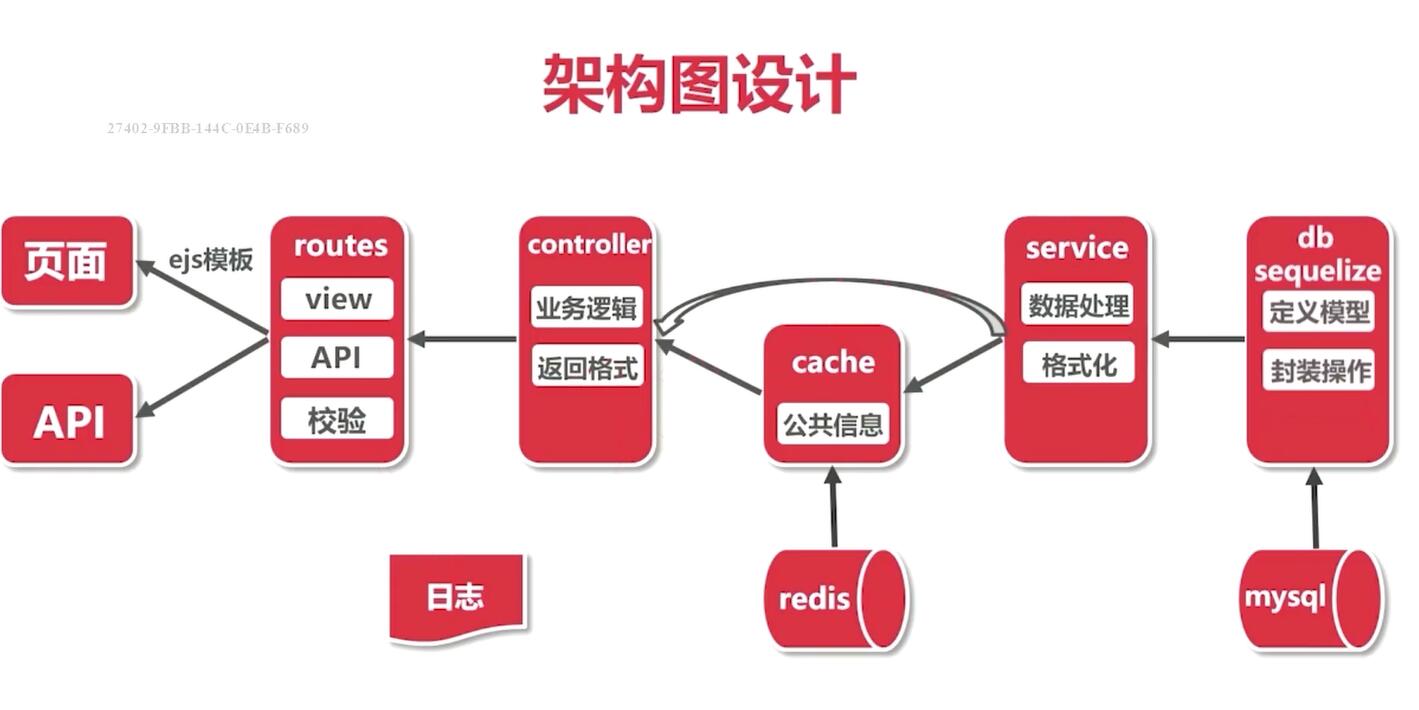 架构图设计
27402-9FBB-144C-0E4B-F689
页面
API
ejs模板
routes
view
API
校验
controller
业务逻辑
返回格式
cache
公共信息
service
数据处理
格式化
db
sequelize
定义模型
封装操作
日志
redis
mysql